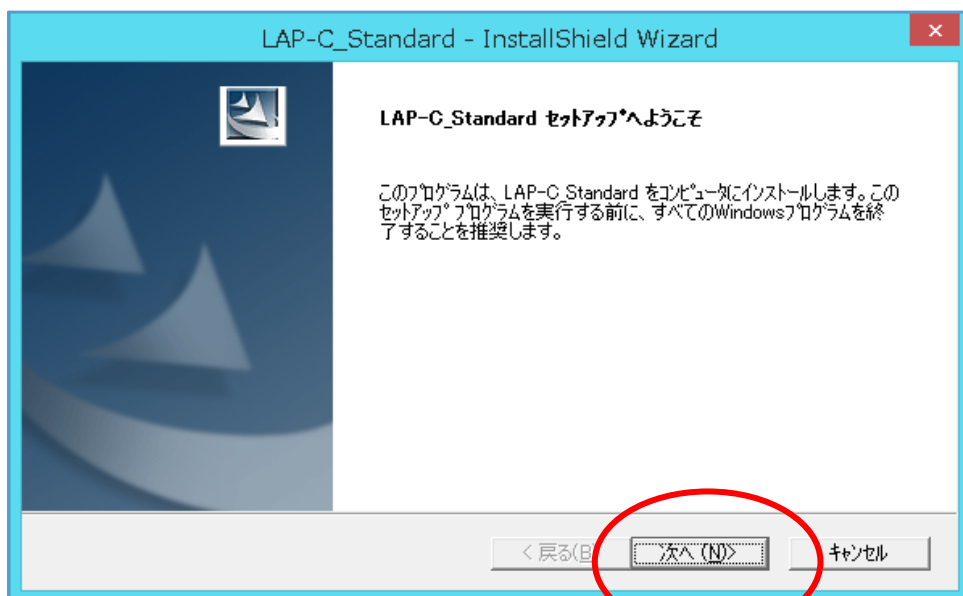 LAP-C_Standard - InstallShield Wizard
LAP-C_Standard ｾｯﾄｱｯﾌﾟへようこそ
このﾌﾟﾛｸﾞﾗﾑは、LAP-C_Standard をｺﾝﾋﾟｭｰﾀにｲﾝｽﾄｰﾙします。この
ｾｯﾄｱｯﾌﾟ ﾌﾟﾛｸﾞﾗﾑを実行する前に、すべてのWindowsﾌﾟﾛｸﾞﾗﾑを終
了することを推奨します。
< 戻る(B) 次へ (N)> ｷｬﾝｾﾙ